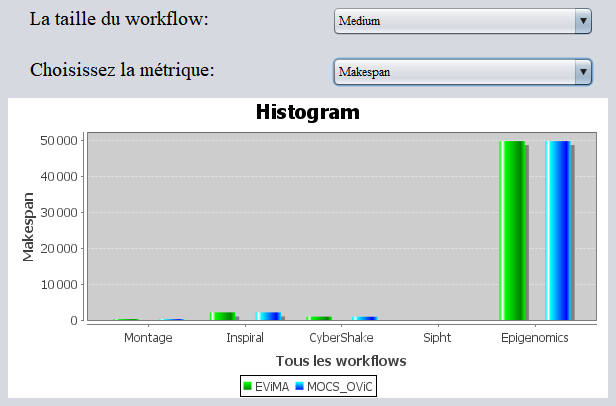 La taille du workflow:
Medium
Choisissez la métrique:
Makespan
Histogram
Makespan
50 000
40 000
30 000
20 000
10 000
0
Montage
Inspiral
CyberShake
Sipht
Epigenomics
Tous les workflows
EViMA
MOCS_OViC